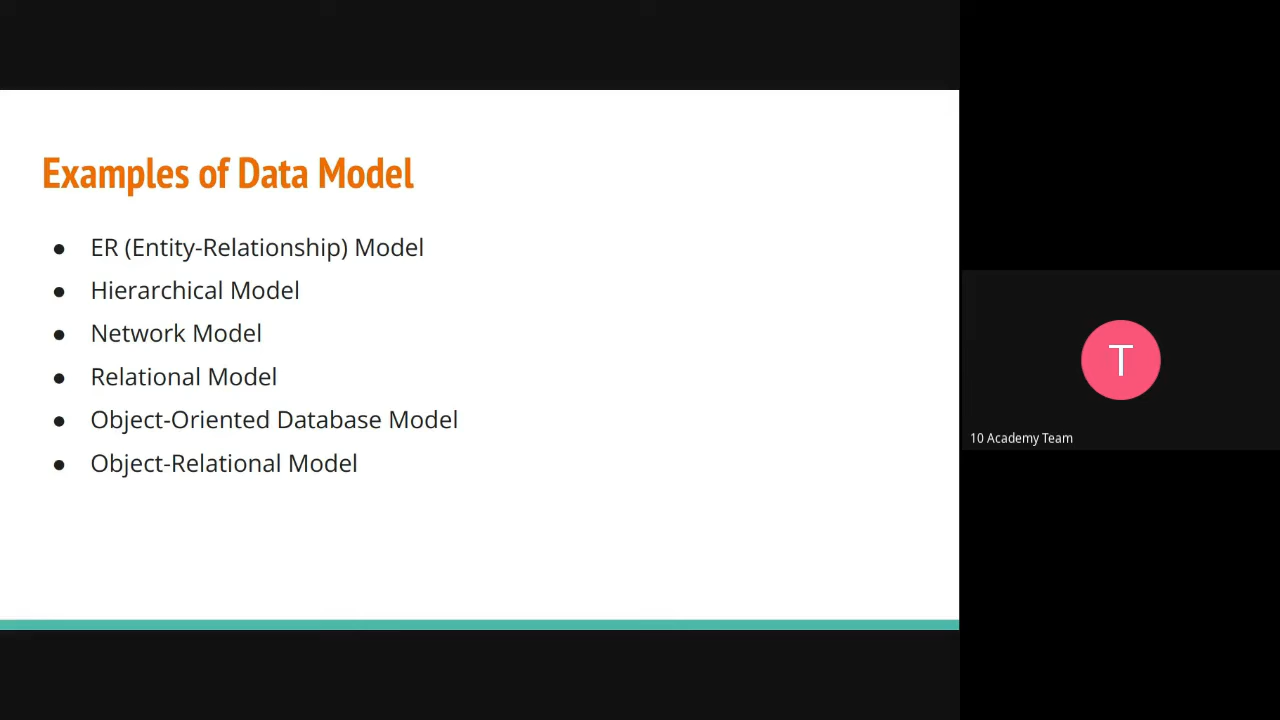 Examples of Data Model
● ER (Entity-Relationship) Model
● Hierarchical Model
● Network Model
● Relational Model
● Object-Oriented Database Model
● Object-Relational Model
T
10 Academy Team